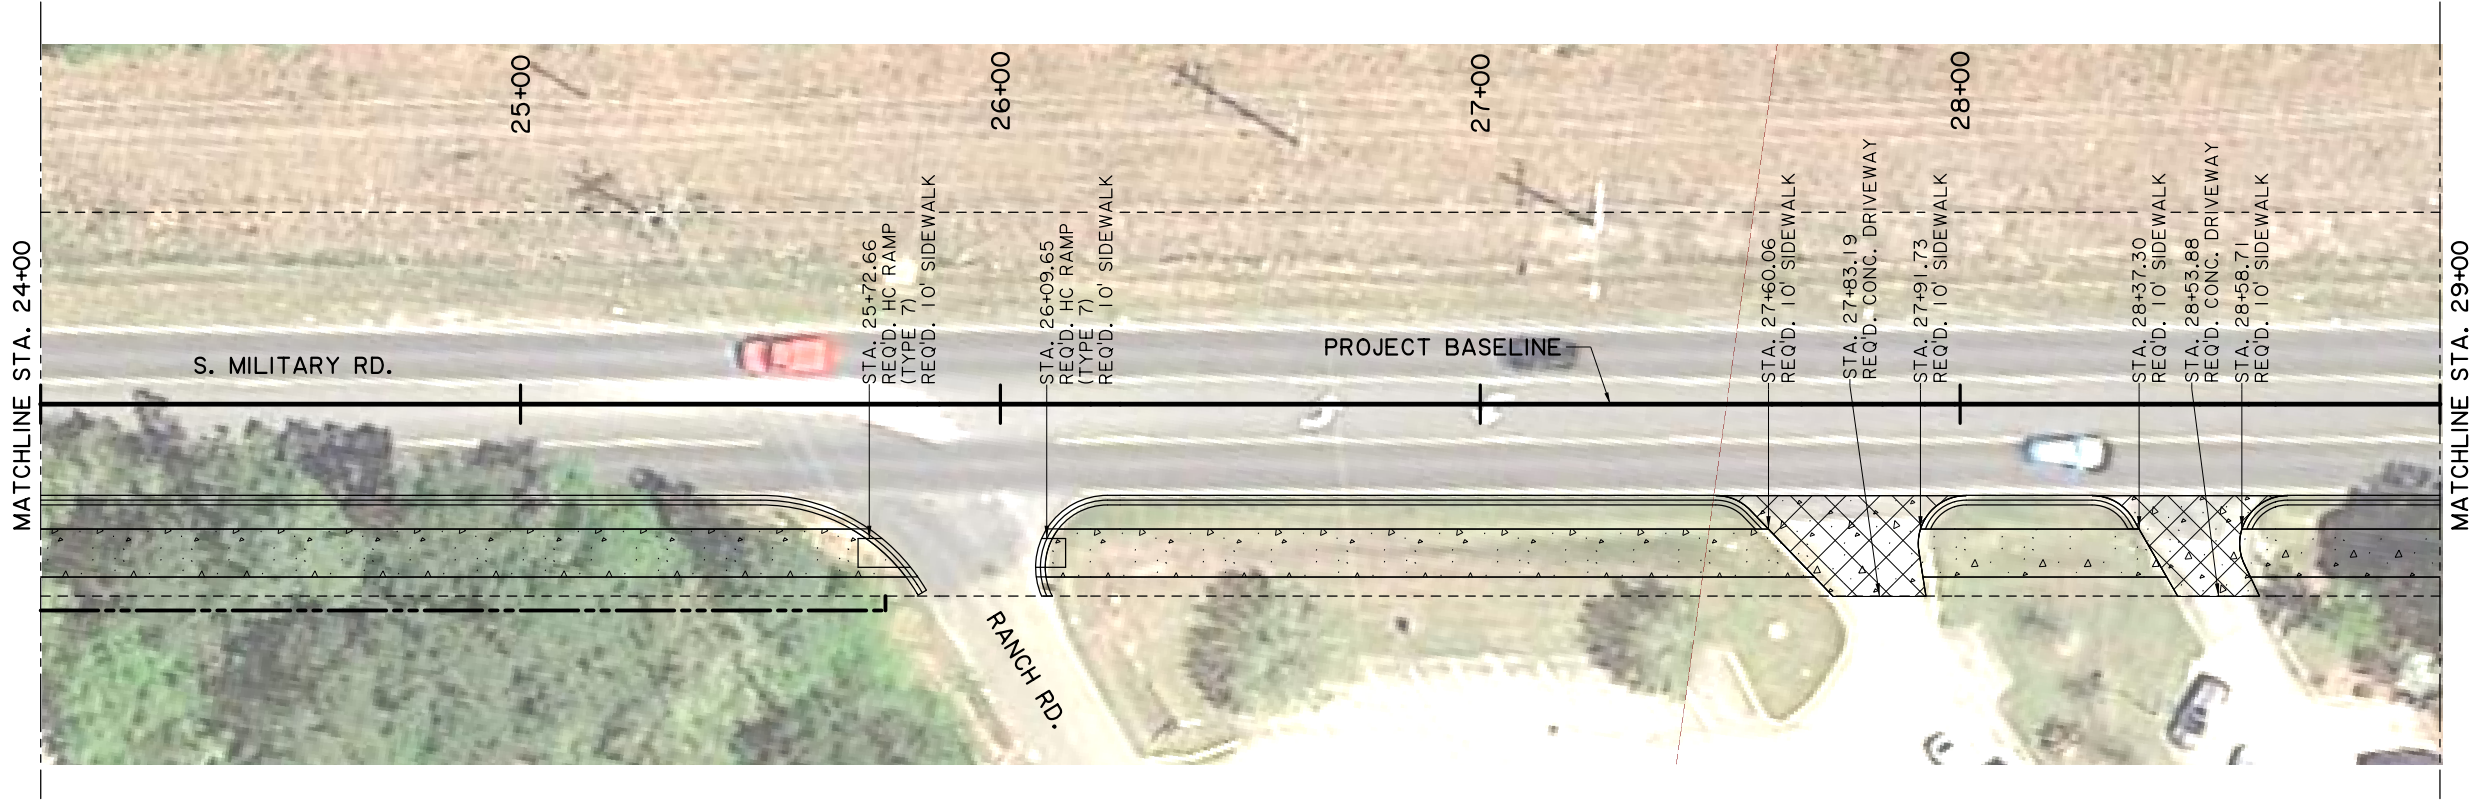 MATCHLINE STA. 24+00
25+00
26+00
27+00
28+00
S. MILITARY RD.
STA. 25+72.66
REQ'D. HC RAMP
(TYPE 7)
REQ'D. 10' SIDEWALK
STA. 26+09.65
REQ'D. HC RAMP
(TYPE 7)
REQ'D. 10' SIDEWALK
PROJECT BASELINE
STA. 27+60.06
REQ'D. 10' SIDEWALK
STA. 27+83.19
REQ'D. CONC. DRIVEWAY
STA. 27+91.73
REQ'D. 10' SIDEWALK
STA. 28+37.30
REQ'D. 10' SIDEWALK
STA. 28+53.88
REQ'D. CONC. DRIVEWAY
STA. 28+58.71
REQ'D. 10' SIDEWALK
RANCH RD.
MATCHLINE STA. 29+00